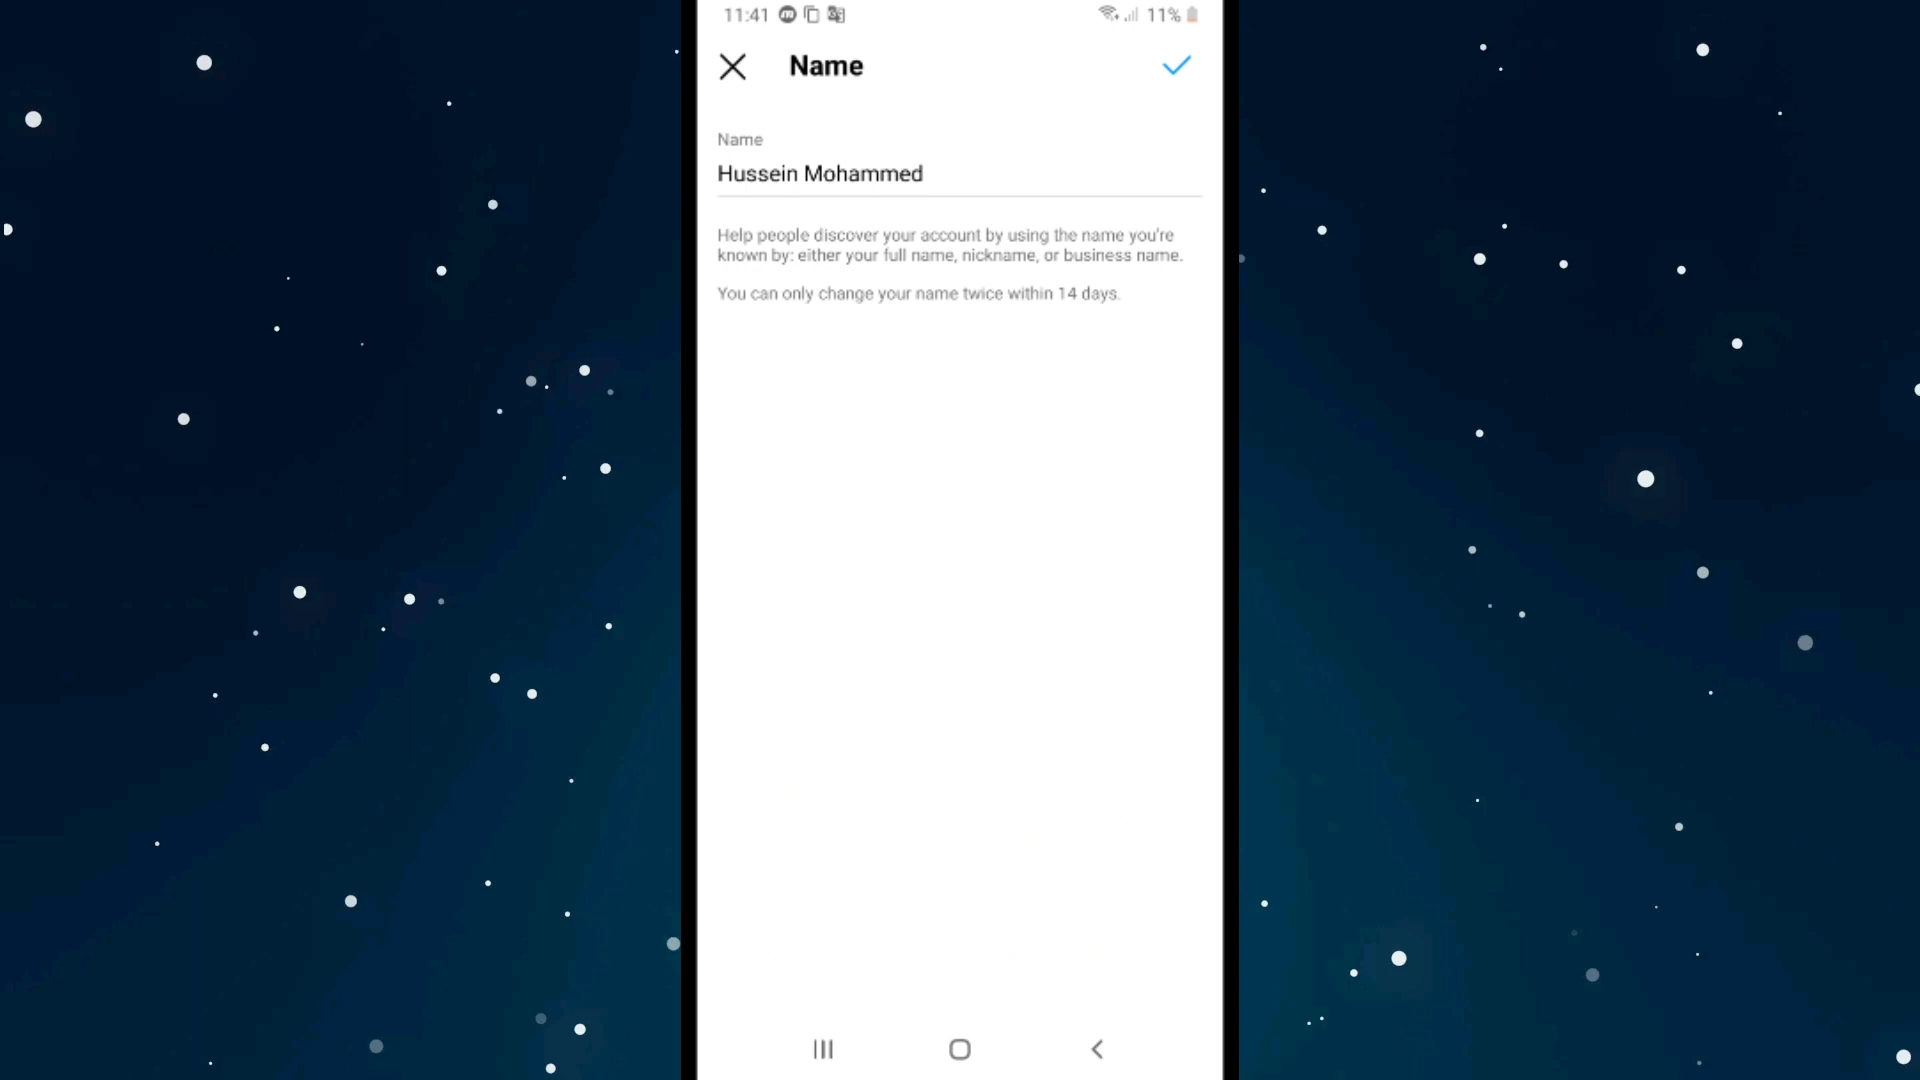 11:41
11%
Name
Name
Hussein Mohammed
Help people discover your account by using the name you're
known by: either your full name, nickname, or business name.
You can only change your name twice within 14 days.